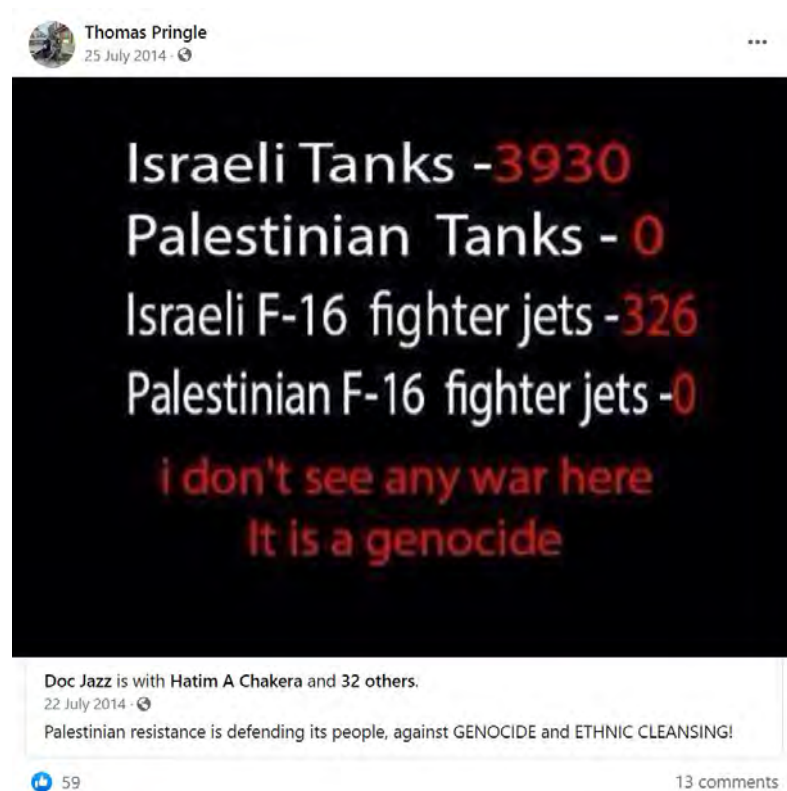 Thomas Pringle
25 July 2014 ·
Israeli Tanks -3930
Palestinian Tanks - 0
Israeli F-16 fighter jets -326
Palestinian F-16 fighter jets -0
i don't see any war here
It is a genocide
Doc Jazz is with Hatim A Chakera and 32 others.
22 July 2014 ·
Palestinian resistance is defending its people, against GENOCIDE and ETHNIC CLEANSING!
59 13 comments